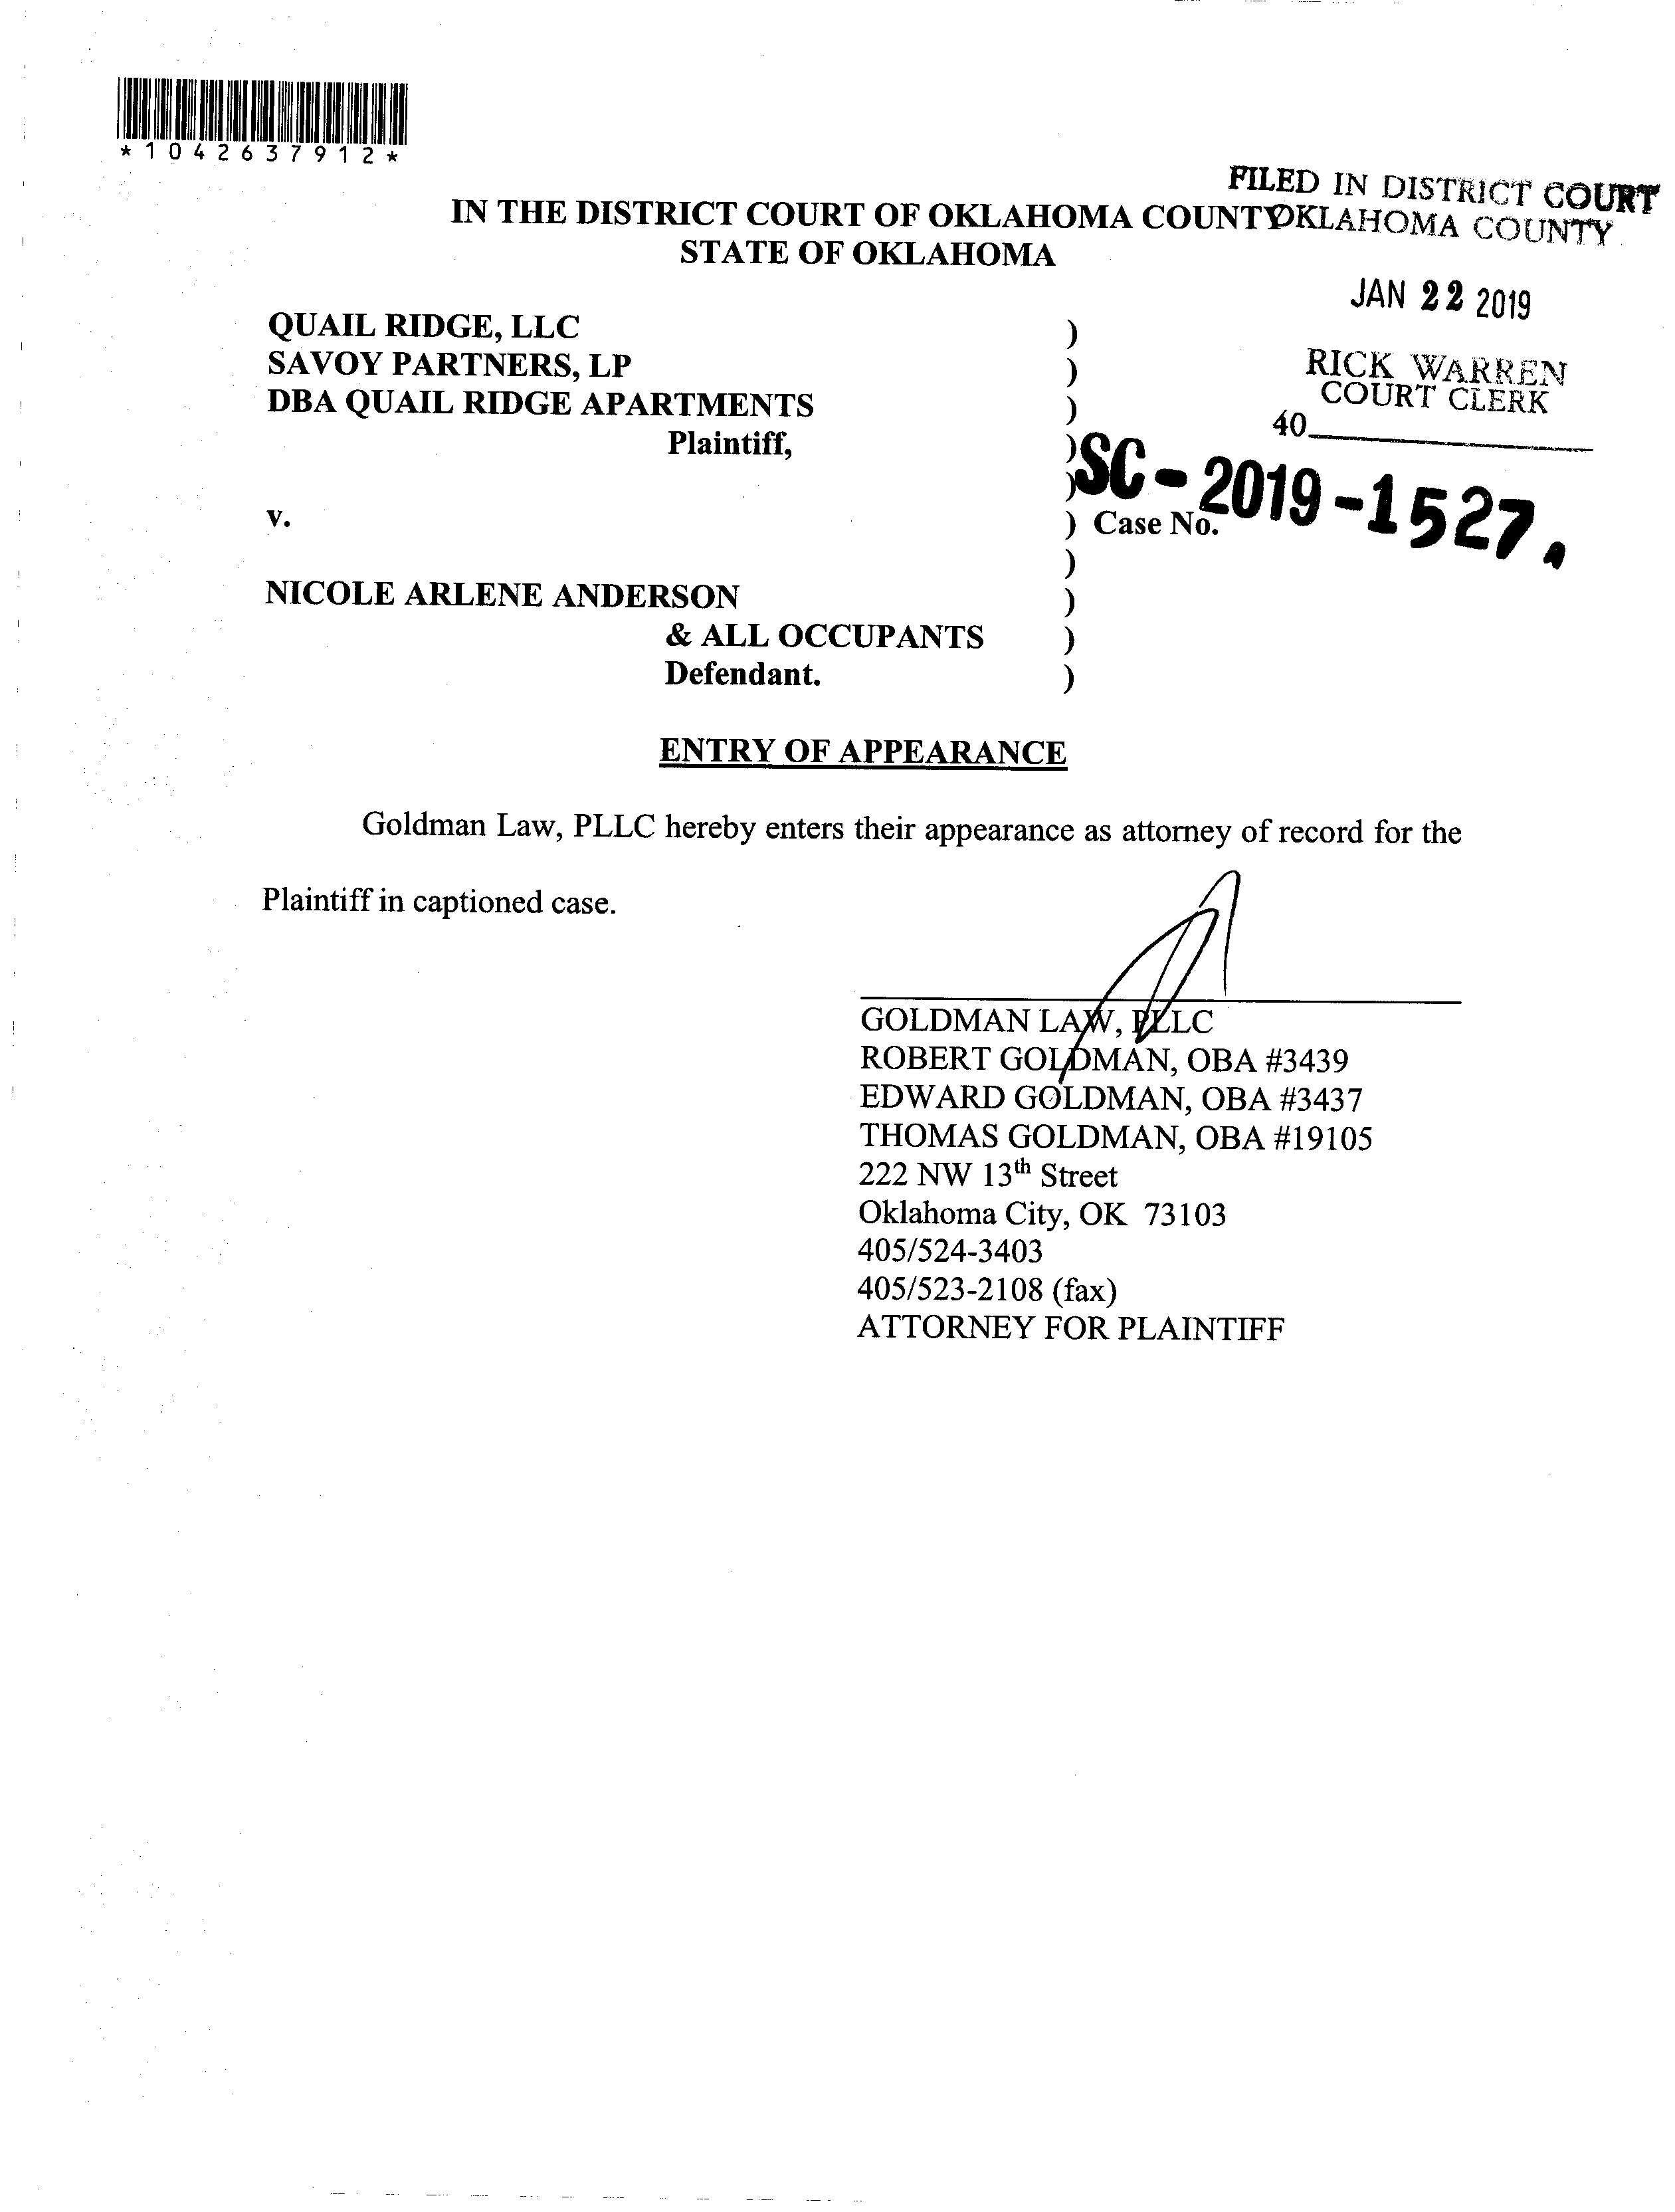 *1042637912*
FILED IN DISTRICT COURT
OKLAHOMA COUNTY
IN THE DISTRICT COURT OF OKLAHOMA COUNTY
STATE OF OKLAHOMA
JAN 22 2019
RICK WARREN
COURT CLERK
40
QUAIL RIDGE, LLC )
SAVOY PARTNERS, LP )
DBA QUAIL RIDGE APARTMENTS )
Plaintiff, )
)
v. ) Case No. SC-2019-1527.
)
NICOLE ARLENE ANDERSON )
& ALL OCCUPANTS )
Defendant. )
ENTRY OF APPEARANCE
Goldman Law, PLLC hereby enters their appearance as attorney of record for the
Plaintiff in captioned case.
GOLDMAN LAW, PLLC
ROBERT GOLDMAN, OBA #3439
EDWARD GOLDMAN, OBA #3437
THOMAS GOLDMAN, OBA #19105
222 NW 13th Street
Oklahoma City, OK 73103
405/524-3403
405/523-2108 (fax)
ATTORNEY FOR PLAINTIFF